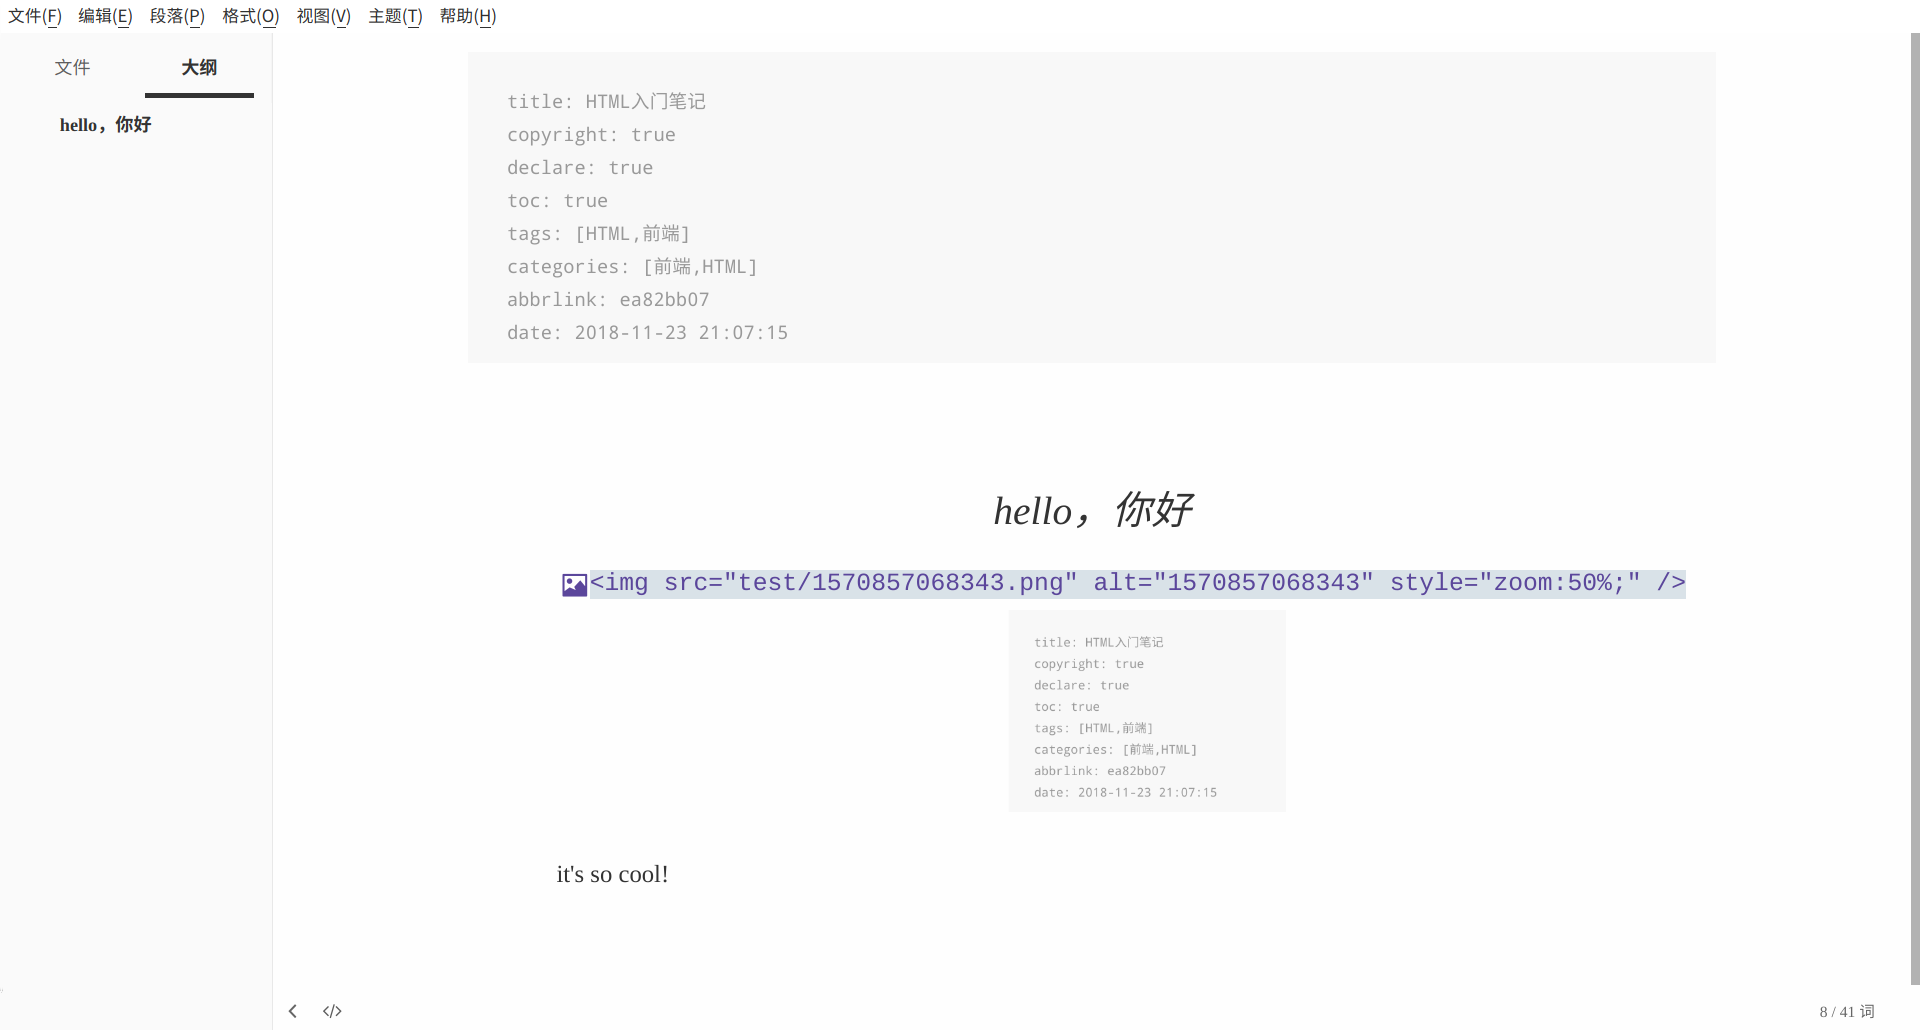 文件(F) 编辑(E) 段落(P) 格式(O) 视图(V) 主题(T) 帮助(H)
文件 大纲
hello，你好
title: HTML入门笔记
copyright: true
declare: true
toc: true
tags: [HTML,前端]
categories: [前端,HTML]
abbrlink: ea82bb07
date: 2018-11-23 21:07:15
hello，你好
<img src="test/1570857068343.png" alt="1570857068343" style="zoom:50%;" />
title: HTML入门笔记
copyright: true
declare: true
toc: true
tags: [HTML,前端]
categories: [前端,HTML]
abbrlink: ea82bb07
date: 2018-11-23 21:07:15
it's so cool!
8 / 41 词